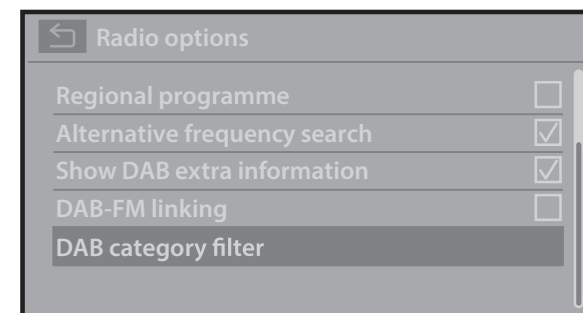 Radio options
Regional programme
Alternative frequency search
Show DAB extra information
DAB-FM linking
DAB category filter